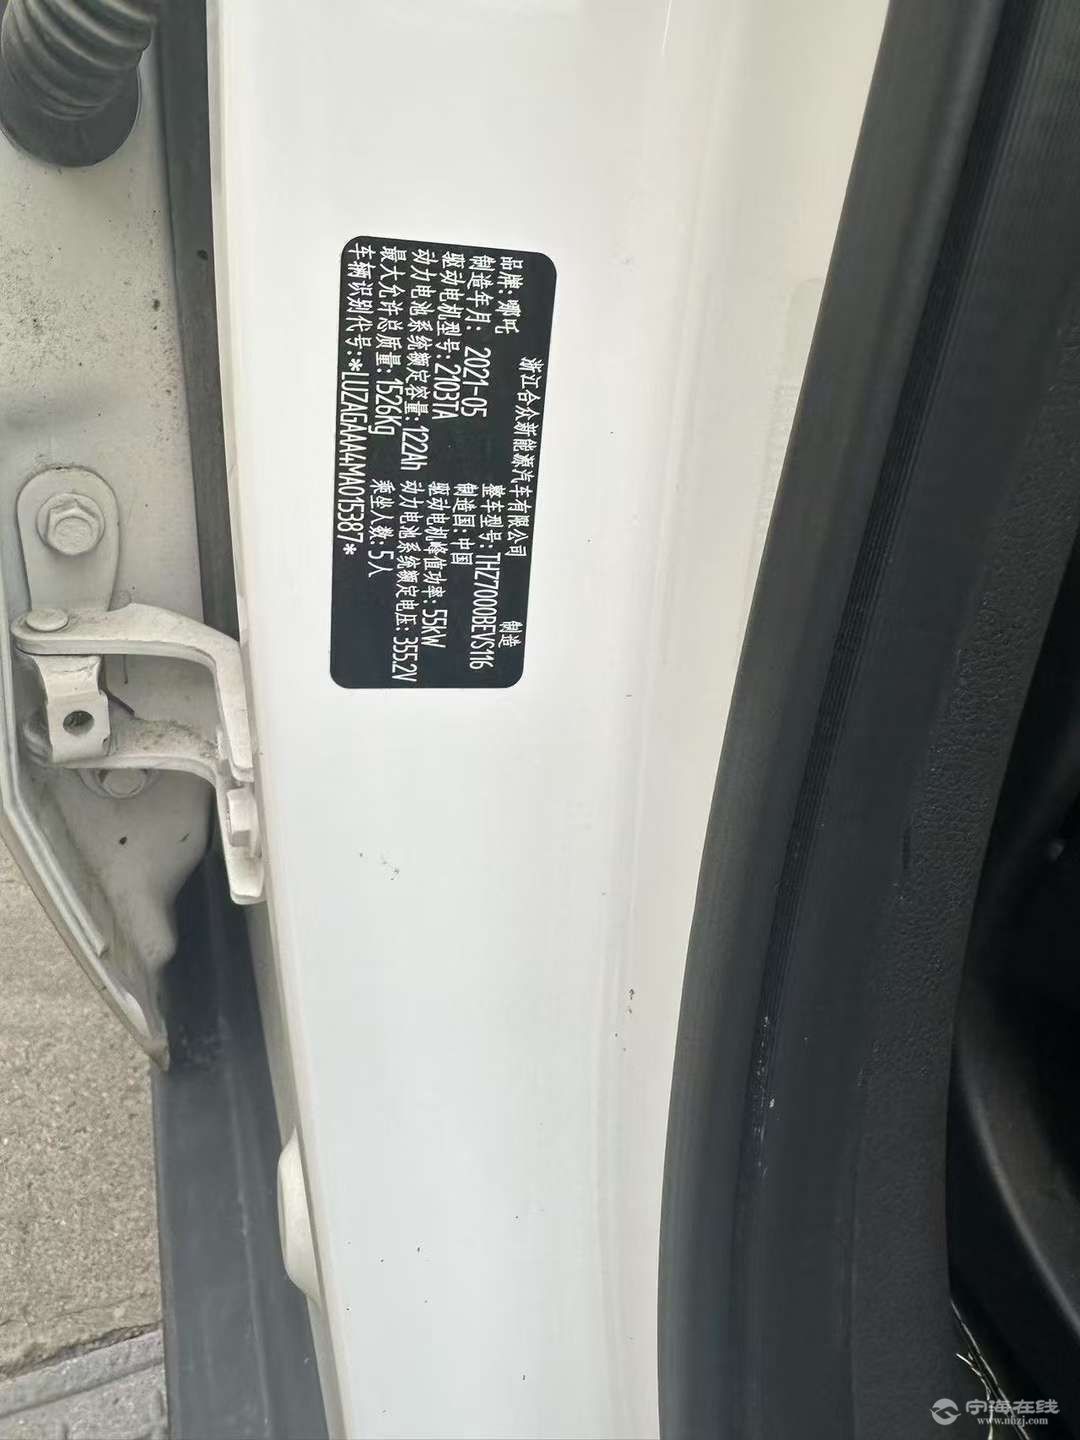 浙江合众新能源汽车有限公司 制造
品牌：哪吒 整车型号：THZ7000BEVS116
制造年月：2021-05 制造国：中国
驱动电机型号：2103TA 驱动电机峰值功率：55kW
动力电池系统额定容量：122Ah 动力电池系统额定电压：355.2V
最大允许总质量：1526Kg 乘坐人数：5人
车辆识别代号：*LUZAGAAA4MA015387*
宁海在线
www.nhzj.com